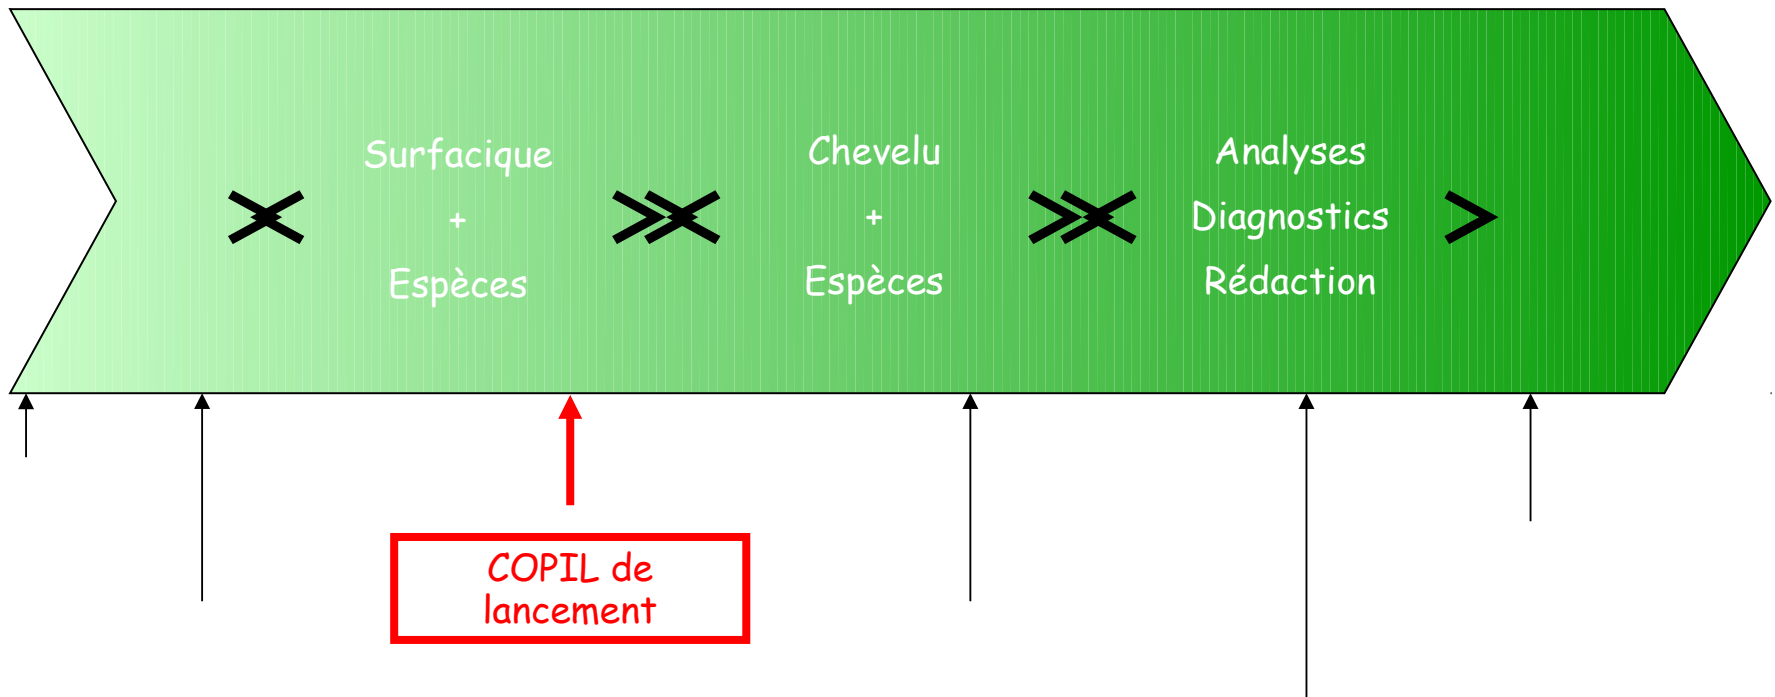 Surfacique
+
Espèces
Chevelu
+
Espèces
Analyses
Diagnostics
Rédaction
COPIL de
lancement